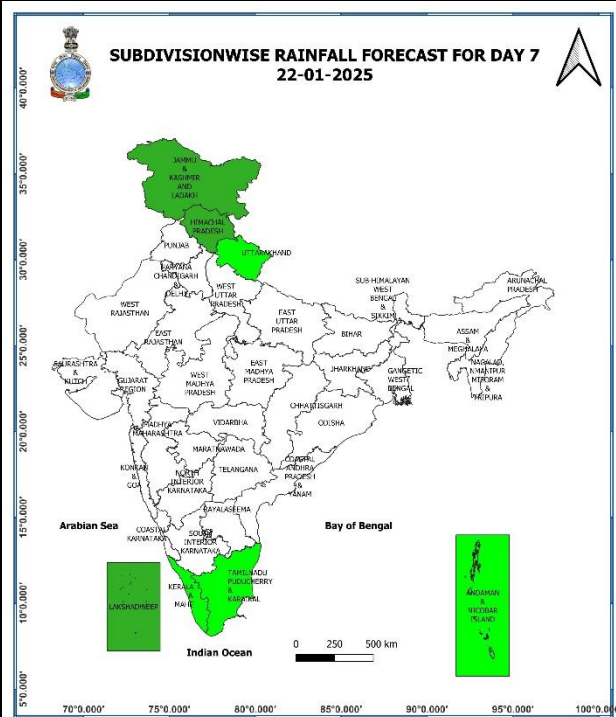 SUBDIVISIONWISE RAINFALL FORECAST FOR DAY 7
22-01-2025
40°0.000'
35°0.000'
30°0.000'
25°0.000'
20°0.000'
15°0.000'
10°0.000'
5°0.000'
JAMMU
&
KASHMIR
AND
LADAKH
HIMACHAL
PRADESH
PUNJAB
UTTARAKHAND
HARYANA
CHANDIGARH
&
DELHI
WEST
UTTAR
PRADESH
WEST
RAJASTHAN
EAST
RAJASTHAN
EAST
UTTAR
PRADESH
SUB-HIMALAYAN
WEST
BENGAL
&
SIKKIM
ARUNACHAL
PRADESH
BIHAR
ASSAM
&
MEGHALAYA
SAURASHTRA
&
KUTCH
GUJARAT
REGION
WEST
MADHYA
PRADESH
EAST
MADHYA
PRADESH
JHARKHAND
GANGETIC
WEST
BENGAL
&
TRIPURA
CHHATTISGARH
ODISHA
MADHYA
MAHARASHTRA
VIDARBHA
MARATHWADA
KONKAN
&
GOA
NORTH
INTERIOR
KARNATAKA
TELANGANA
COASTAL
ANDHRA
PRADESH
&
YANAM
RAYALASEEMA
Arabian Sea
Bay of Bengal
COASTAL
KARNATAKA
SOUTH
INTERIOR
KARNATAKA
LAKSHADWEEP
KERALA
&
MAHE
TAMILNADU
PUDUCHERRY
&
KARAIKAL
ANDAMAN
&
NICOBAR
ISLAND
Indian Ocean
0 250 500 km
70°0.000' 75°0.000' 80°0.000' 85°0.000' 90°0.000' 95°0.000' 100°0.000'